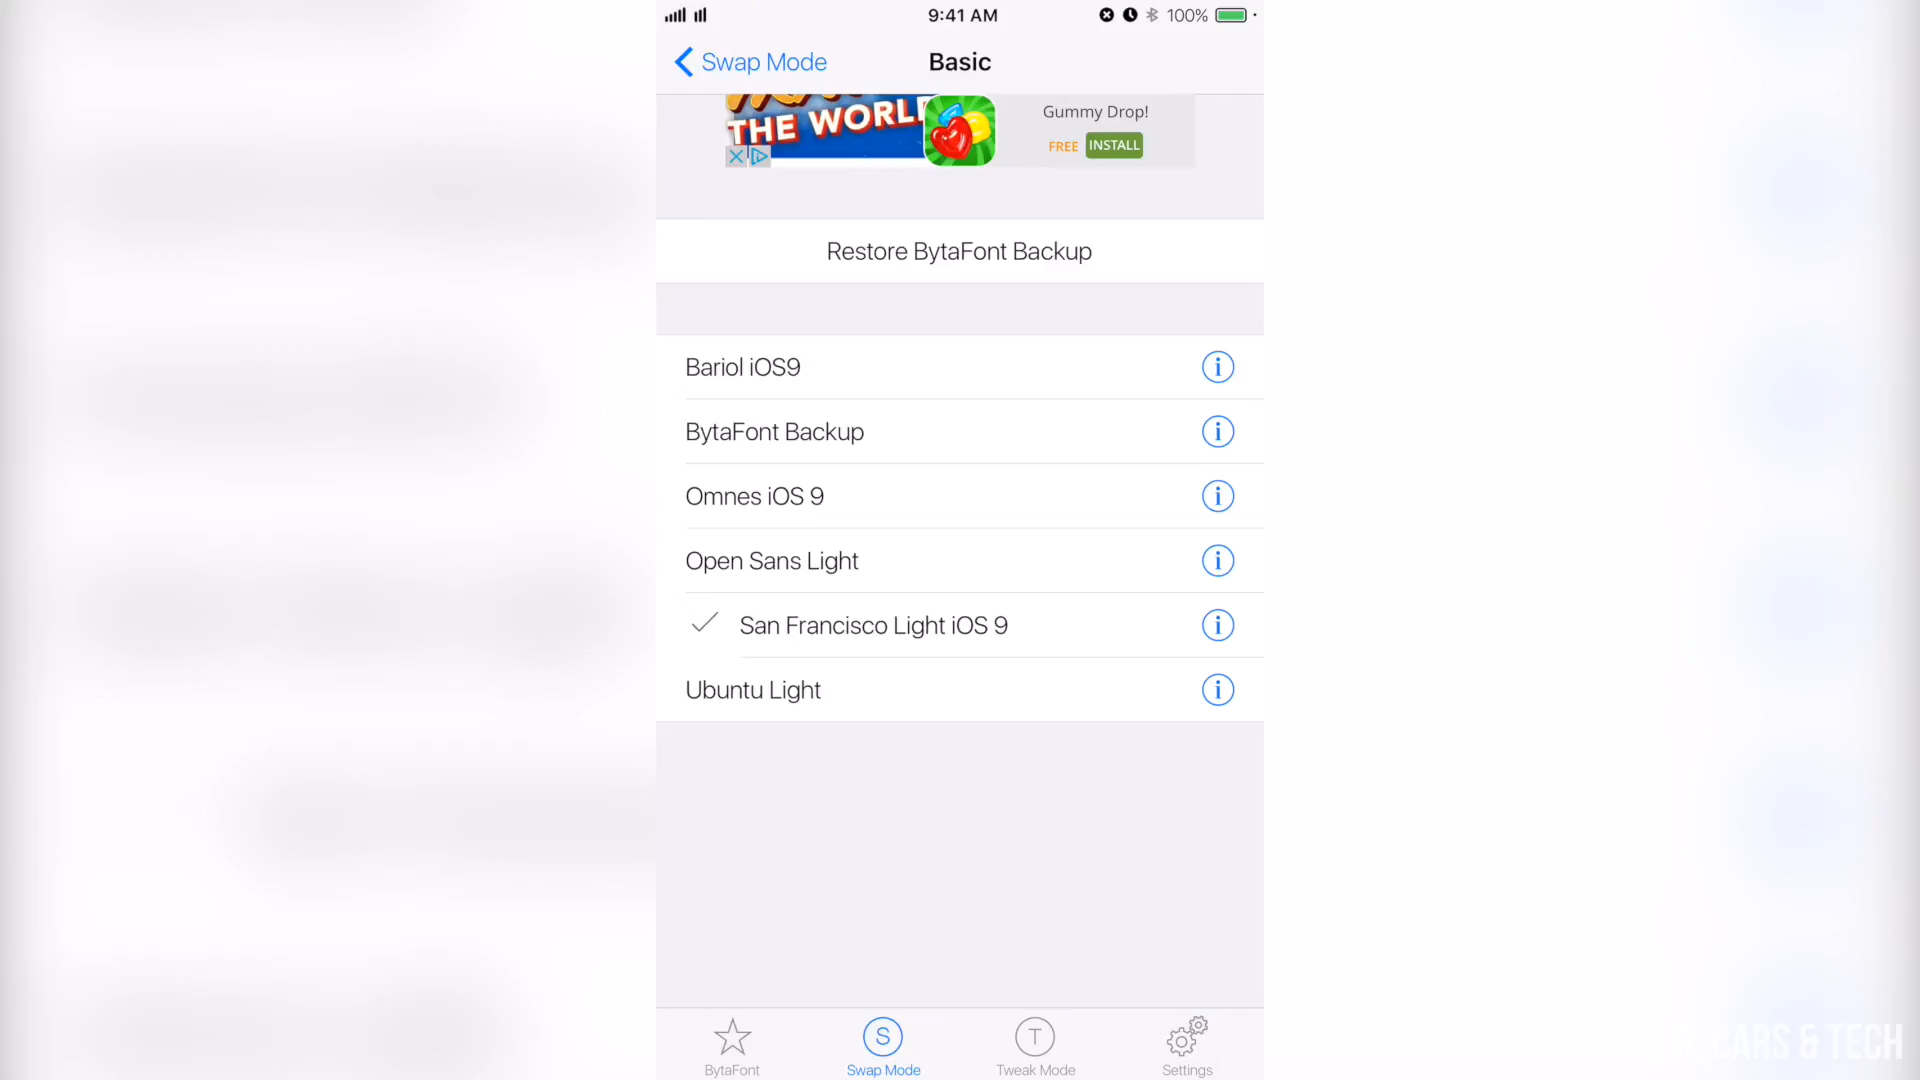 9:41 AM
100%
Swap Mode
Basic
THE WORL
Gummy Drop!
FREE INSTALL
Restore BytaFont Backup
Bariol iOS9
BytaFont Backup
Omnes iOS 9
Open Sans Light
San Francisco Light iOS 9
Ubuntu Light
S
T
BytaFont
Swap Mode
Tweak Mode
Settings
CARS & TECH